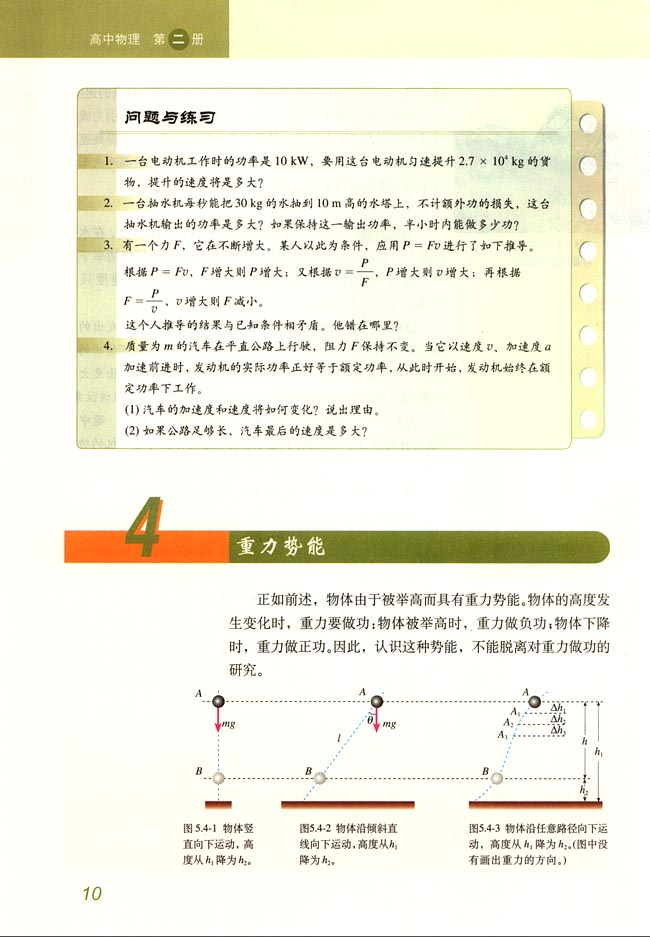 高中物理 第二册
问题与练习
1. 一台电动机工作时的功率是 10 kW，要用这台电动机匀速提升 2.7 × 10⁴ kg 的货
物，提升的速度将是多大？
2. 一台抽水机每秒能把 30 kg 的水抽到 10 m 高的水塔上，不计额外功的损失，这台
抽水机输出的功率是多大？如果保持这一输出功率，半小时内能做多少功？
3. 有一个力 F，它在不断增大。某人以此为条件，应用 P = Fv 进行了如下推导。
根据 P = Fv，F 增大则 P 增大；又根据 v = P/F，P 增大则 v 增大；再根据
F = P/v，v 增大则 F 减小。
这个人推导的结果与已知条件相矛盾。他错在哪里？
4. 质量为 m 的汽车在平直公路上行驶，阻力 F 保持不变。当它以速度 v、加速度 a
加速前进时，发动机的实际功率正好等于额定功率，从此时开始，发动机始终在额
定功率下工作。
(1) 汽车的加速度和速度将如何变化？说出理由。
(2) 如果公路足够长，汽车最后的速度是多大？
4 重力势能
正如前述，物体由于被举高而具有重力势能。物体的高度发
生变化时，重力要做功：物体被举高时，重力做负功；物体下降
时，重力做正功。因此，认识这种势能，不能脱离对重力做功的
研究。
A
mg
B
A
θ
mg
l
B
A
A₁
A₂
A₃
Δh₁
Δh₂
Δh₃
h
h₁
B
h₂
图5.4-1 物体竖
直向下运动，高
度从 h₁ 降为 h₂。
图5.4-2 物体沿倾斜直
线向下运动，高度从h₁
降为 h₂。
图5.4-3 物体沿任意路径向下运
动，高度从 h₁ 降为 h₂。(图中没
有画出重力的方向。)
10